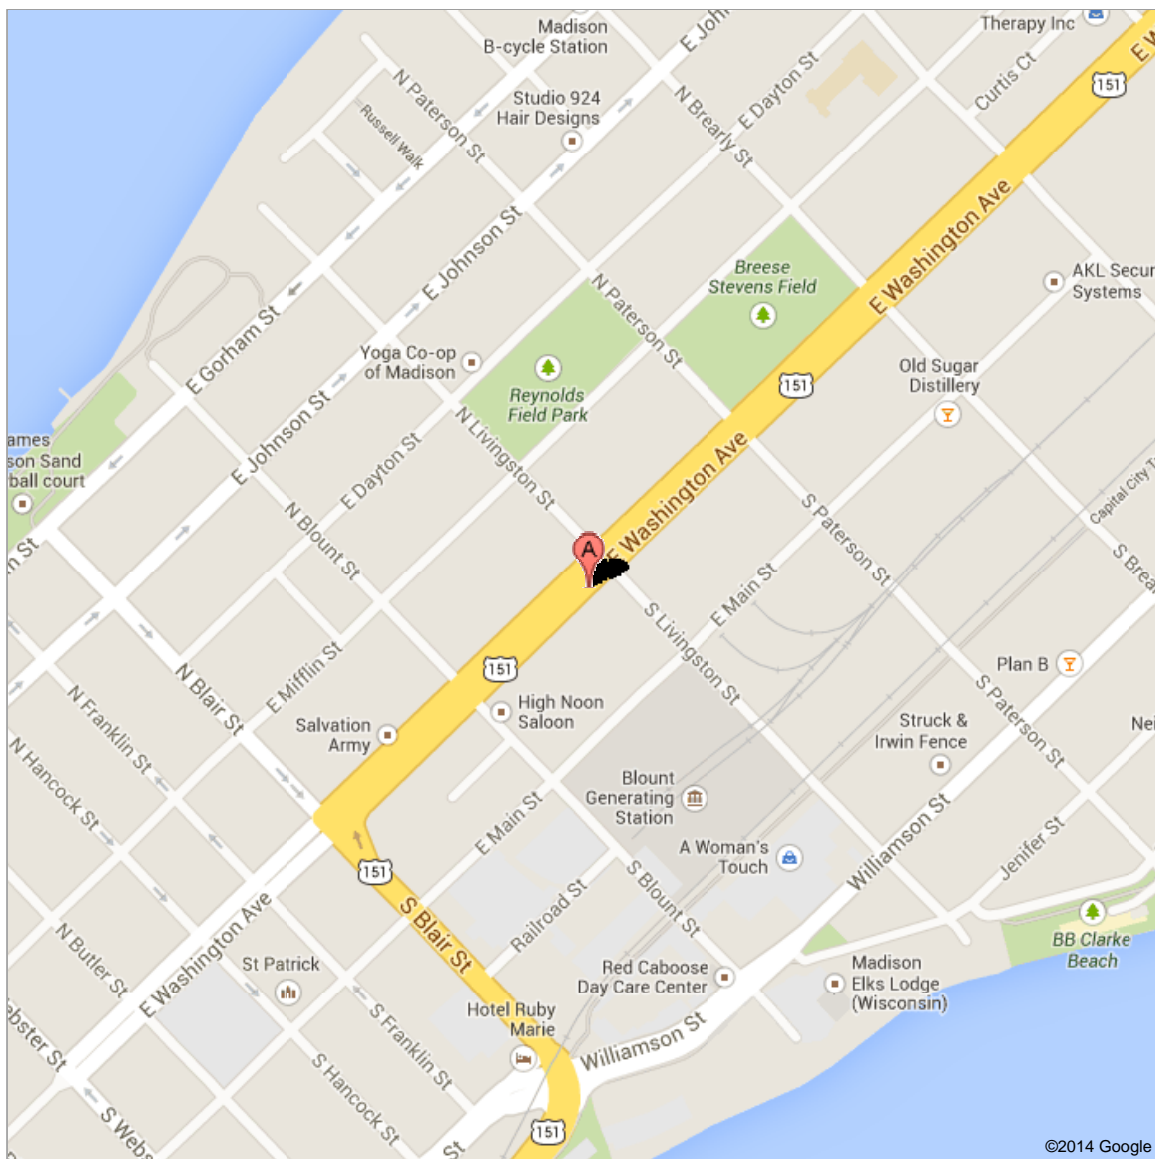 Madison
B-cycle Station
E Joh
Therapy Inc
E W
151
N Paterson St
Studio 924
Hair Designs
N Brearly St
E Dayton St
Curtis Ct
Russell Walk
E Johnson St
E Washington Ave
Breese
Stevens Field
AKL Secur
Systems
N Paterson St
E Gorham St
Yoga Co-op
of Madison
Reynolds
Field Park
151
Old Sugar
Distillery
E Johnson St
N Livingston St
E Dayton St
E Washington Ave
ames
son Sand
ball court
Capital City T
N Blount St
S Paterson St
n St
A
S Brea
E Main St
S Livingston St
E Mifflin St
151
N Blair St
High Noon
Saloon
Plan B
S Paterson St
N Franklin St
Salvation
Army
Struck &
Irwin Fence
Nei
N Hancock St
Blount
Generating
Station
E Main St
A Woman's
Touch
Williamson St
Jenifer St
151
S Blair St
Railroad St
S Blount St
BB Clarke
Beach
N Butler St
E Washington Ave
St Patrick
Red Caboose
Day Care Center
Madison
Elks Lodge
(Wisconsin)
ebster St
S Franklin St
Hotel Ruby
Marie
Williamson St
S Hancock St
S Webs
151
St
©2014 Google